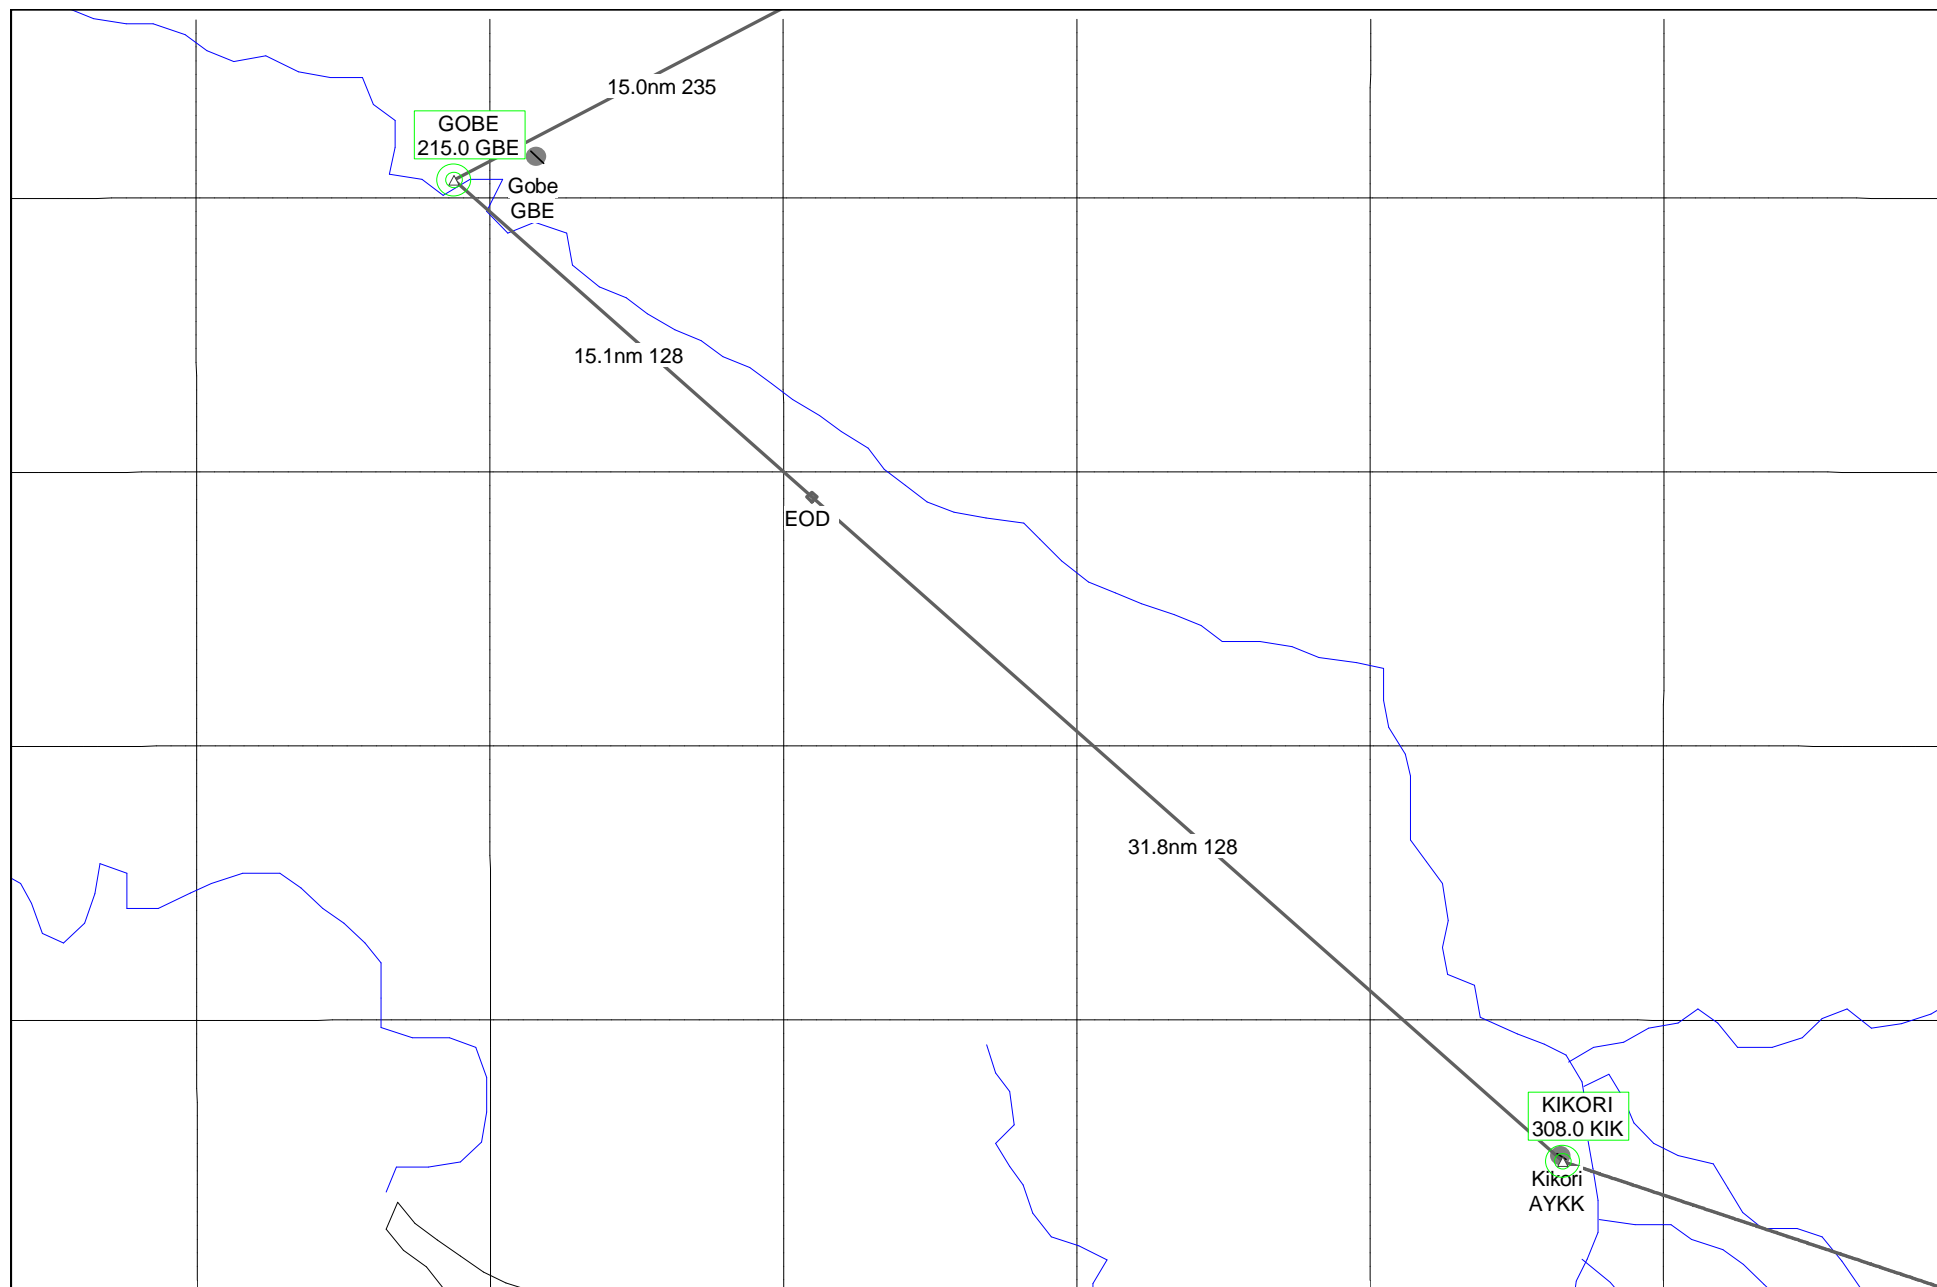 15.0nm 235
GOBE
215.0 GBE
Gobe
GBE
15.1nm 128
EOD
31.8nm 128
KIKORI
308.0 KIK
Kikori
AYKK